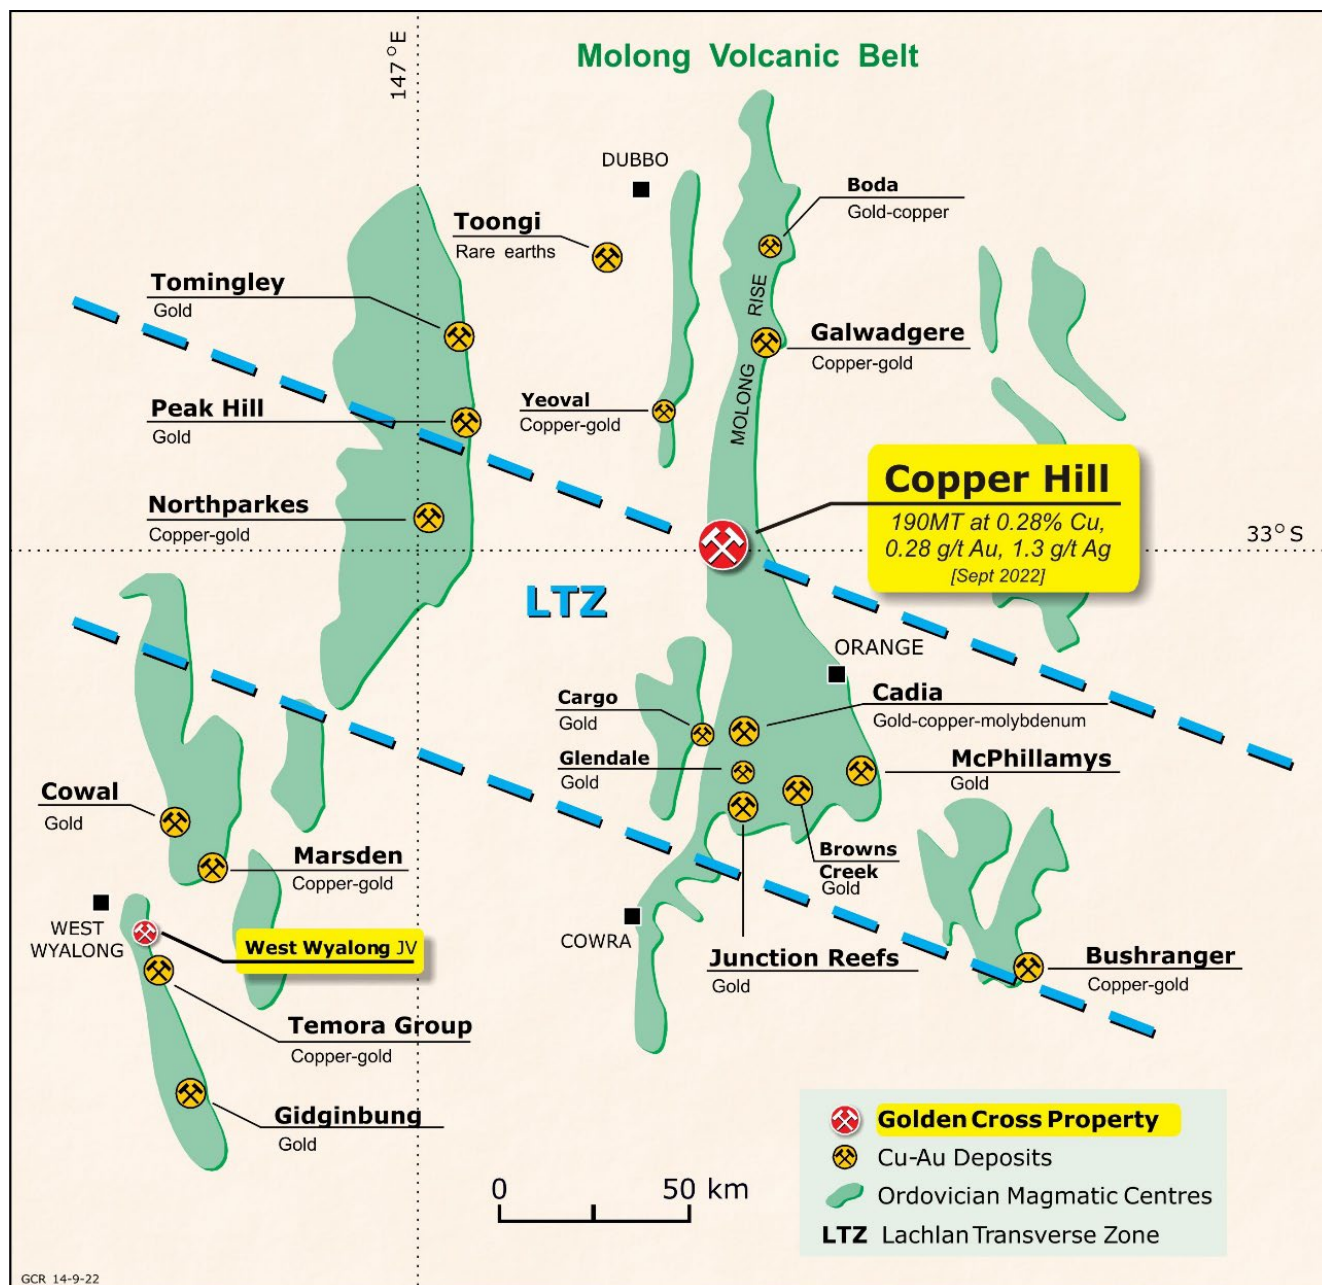 Molong Volcanic Belt
147°E
DUBBO
Boda
Gold-copper
Toongi
Rare earths
Tomingley
Gold
MOLONG RISE
Galwadgere
Copper-gold
Peak Hill
Gold
Yeoval
Copper-gold
Copper Hill
190MT at 0.28% Cu,
0.28 g/t Au, 1.3 g/t Ag
[Sept 2022]
Northparkes
Copper-gold
33°S
LTZ
ORANGE
Cargo
Gold
Cadia
Gold-copper-molybdenum
Glendale
Gold
McPhillamys
Gold
Cowal
Gold
Marsden
Copper-gold
Browns
Creek
Gold
WEST
WYALONG
West Wyalong JV
COWRA
Junction Reefs
Gold
Bushranger
Copper-gold
Temora Group
Copper-gold
Gidginbung
Gold
0 50 km
Golden Cross Property
Cu-Au Deposits
Ordovician Magmatic Centres
LTZ Lachlan Transverse Zone
GCR 14-9-22